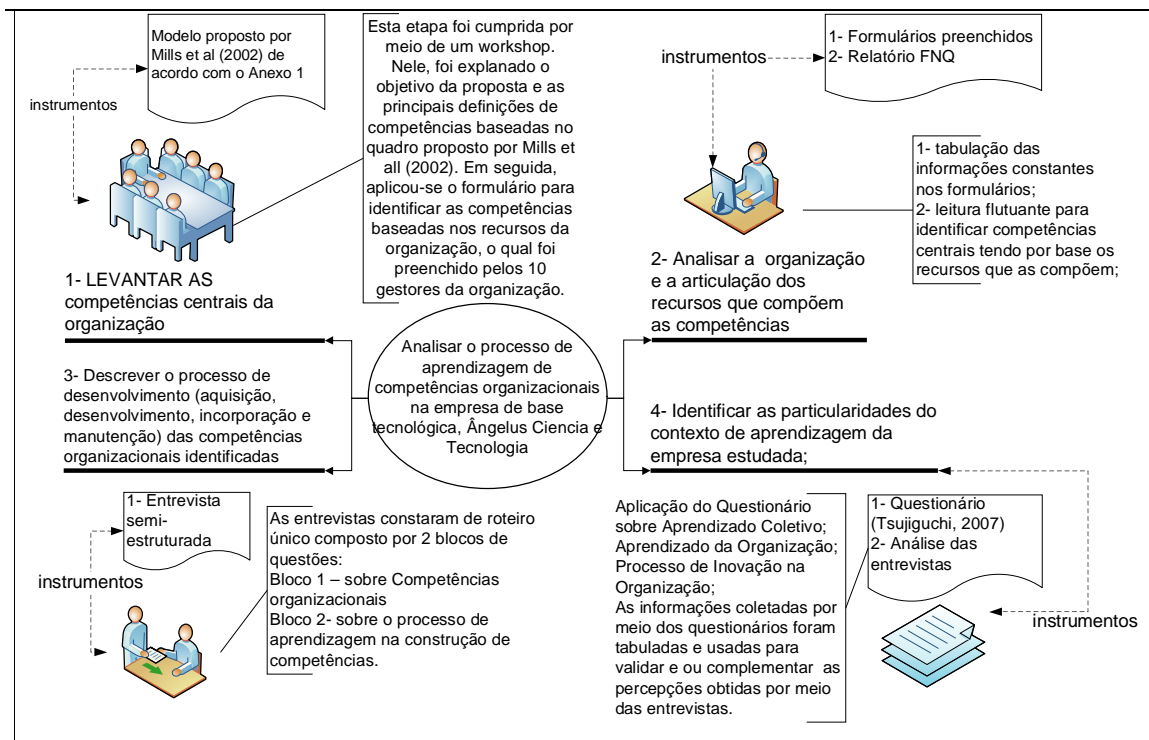 Modelo proposto por
Mills et al (2002) de
acordo com o Anexo 1
instrumentos
Esta etapa foi cumprida por
meio de um workshop.
Nele, foi explanado o
objetivo da proposta e as
principais definições de
competências baseadas no
quadro proposto por Mills et
all (2002). Em seguida,
aplicou-se o formulário para
identificar as competências
baseadas nos recursos da
organização, o qual foi
preenchido pelos 10
gestores da organização.
1- LEVANTAR AS
competências centrais da
organização
1- Formulários preenchidos
2- Relatório FNQ
instrumentos
1- tabulação das
informações constantes
nos formulários;
2- leitura flutuante para
identificar competências
centrais tendo por base os
recursos que as compõem;
2- Analisar a organização
e a articulação dos
recursos que compõem
as competências
Analisar o processo de
aprendizagem de
competências organizacionais
na empresa de base
tecnológica, Ângelus Ciencia e
Tecnologia
3- Descrever o processo de
desenvolvimento (aquisição,
desenvolvimento, incorporação e
manutenção) das competências
organizacionais identificadas
1- Entrevista
semi-
estruturada
instrumentos
As entrevistas constaram de roteiro
único composto por 2 blocos de
questões:
Bloco 1 – sobre Competências
organizacionais
Bloco 2- sobre o processo de
aprendizagem na construção de
competências.
4- Identificar as particularidades do
contexto de aprendizagem da
empresa estudada;
Aplicação do Questionário
sobre Aprendizado Coletivo;
Aprendizado da Organização;
Processo de Inovação na
Organização;
As informações coletadas por
meio dos questionários foram
tabuladas e usadas para
validar e ou complementar as
percepções obtidas por meio
das entrevistas.
1- Questionário
(Tsujiguchi, 2007)
2- Análise das
entrevistas
instrumentos